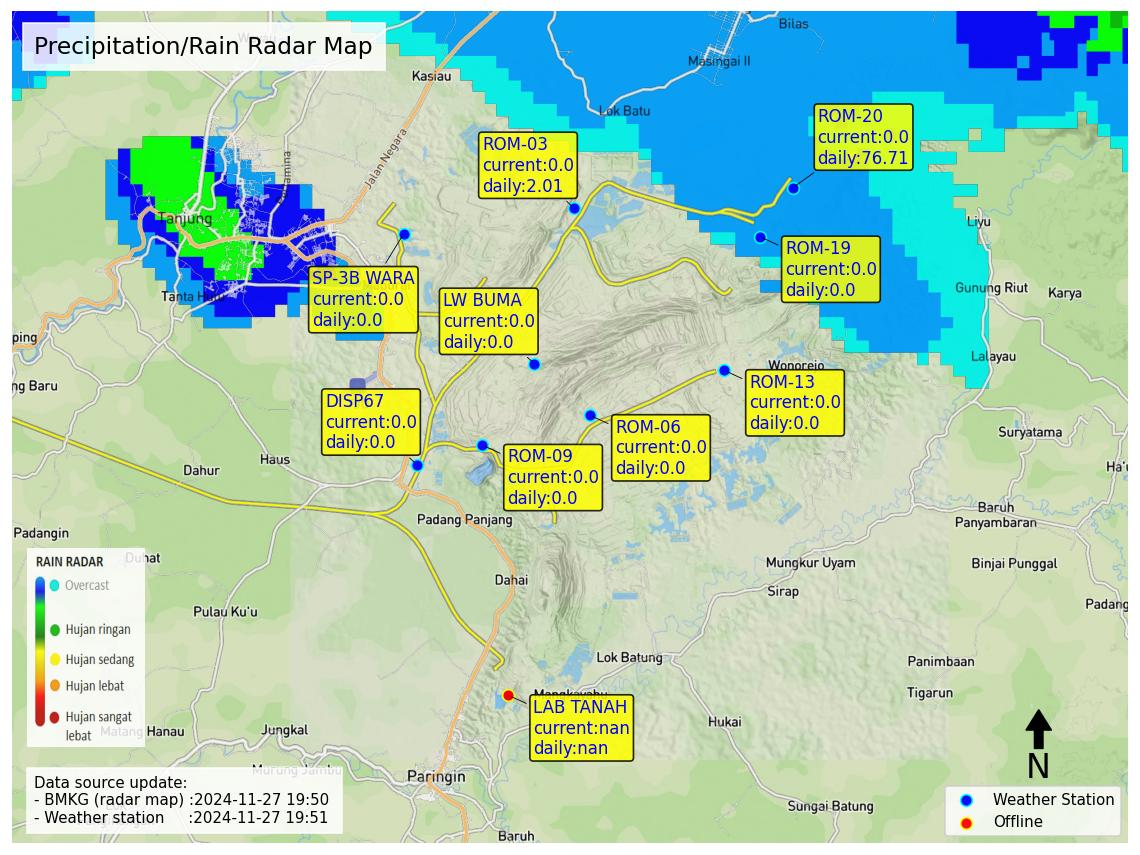 Precipitation/Rain Radar Map
Bilas
Masingai II
Kasiau
Lok Batu
Jalan Negara
ROM-20
current:0.0
daily:76.71
ROM-03
current:0.0
daily:2.01
Tanjung
Liyu
ROM-19
current:0.0
daily:0.0
SP-3B WARA
current:0.0
daily:0.0
LW BUMA
current:0.0
daily:0.0
Gunung Riut
Karya
ping
Lalayau
Wonorejo
ng Baru
ROM-13
current:0.0
daily:0.0
DISP67
current:0.0
daily:0.0
ROM-06
current:0.0
daily:0.0
Suryatama
Haus
Dahur
ROM-09
current:0.0
daily:0.0
Ha'u
Baruh
Panyambaran
Padang Panjang
Padangin
Duhat
Mungkur Uyam
Binjai Punggal
RAIN RADAR
Overcast
Hujan ringan
Hujan sedang
Hujan lebat
Hujan sangat
lebat
Dahai
Sirap
Padang
Pulau Ku'u
Lok Batung
Panimbaan
Tigarun
Mangkayahu
LAB TANAH
current:nan
daily:nan
Hukai
Matang Hanau
Jungkal
Murung Jambu
Paringin
N
Data source update:
- BMKG (radar map) :2024-11-27 19:50
- Weather station :2024-11-27 19:51
Weather Station
Offline
Sungai Batung
Baruh